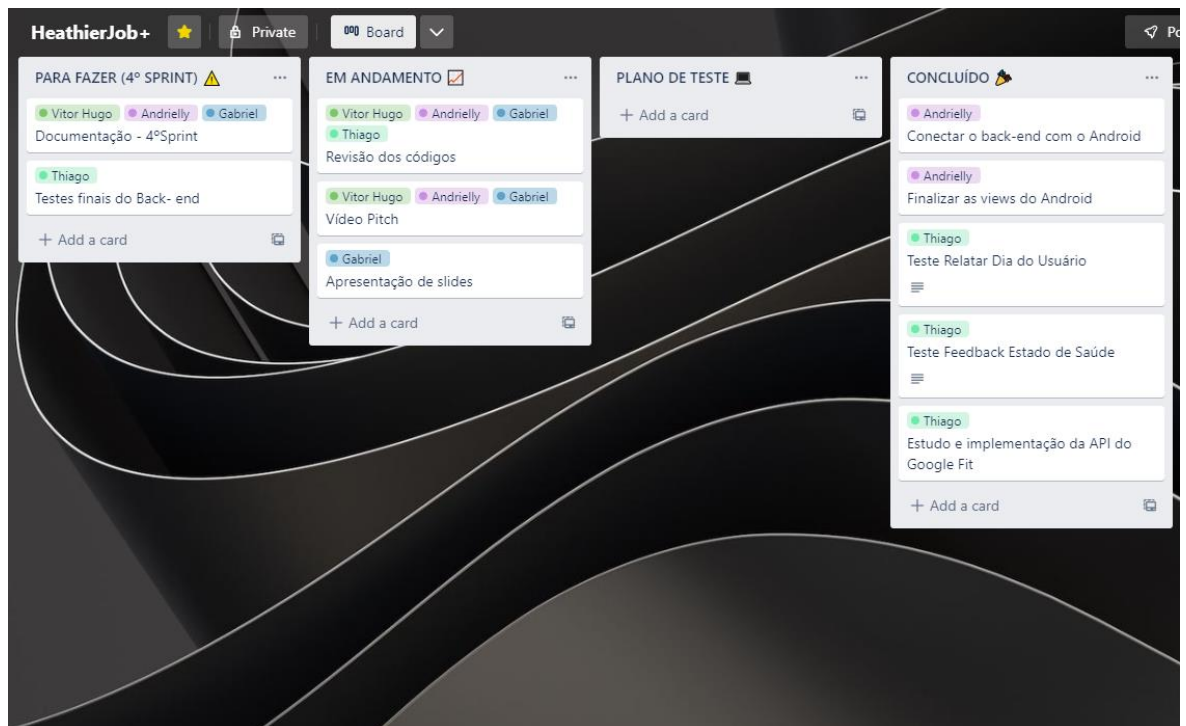 HeathierJob+ Private Board Po
PARA FAZER (4º SPRINT) ⚠
Vitor Hugo Andrielly Gabriel
Documentação - 4ºSprint
Thiago
Testes finais do Back- end
+ Add a card
EM ANDAMENTO 📈
Vitor Hugo Andrielly Gabriel
Thiago
Revisão dos códigos
Vitor Hugo Andrielly Gabriel
Vídeo Pitch
Gabriel
Apresentação de slides
+ Add a card
PLANO DE TESTE 💻
+ Add a card
CONCLUÍDO 🎉
Andrielly
Conectar o back-end com o Android
Andrielly
Finalizar as views do Android
Thiago
Teste Relatar Dia do Usuário
Thiago
Teste Feedback Estado de Saúde
Thiago
Estudo e implementação da API do
Google Fit
+ Add a card